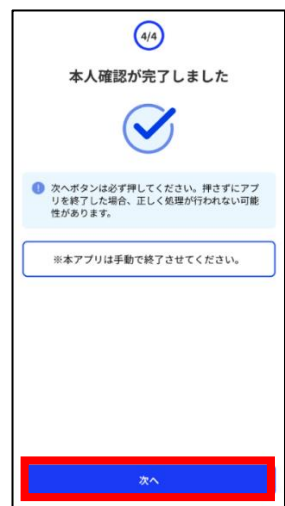 4/4
本人確認が完了しました
次へボタンは必ず押してください。押さずにアプ
リを終了した場合、正しく処理が行われない可能
性があります。
※本アプリは手動で終了させてください。
次へ